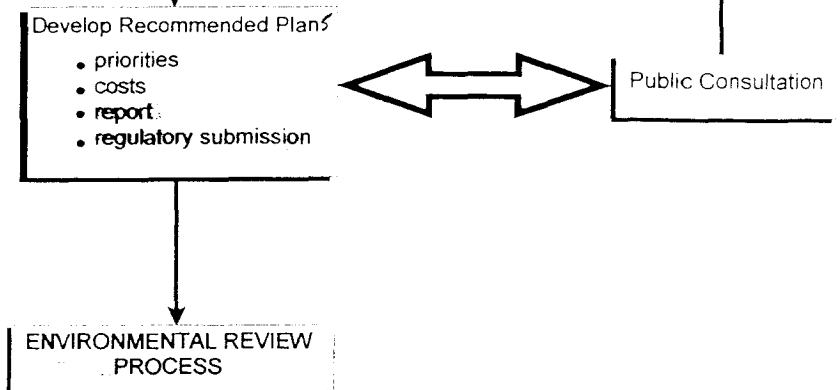 Develop Recommended Plans
• priorities
• costs
• report
• regulatory submission
Public Consultation
ENVIRONMENTAL REVIEW
PROCESS